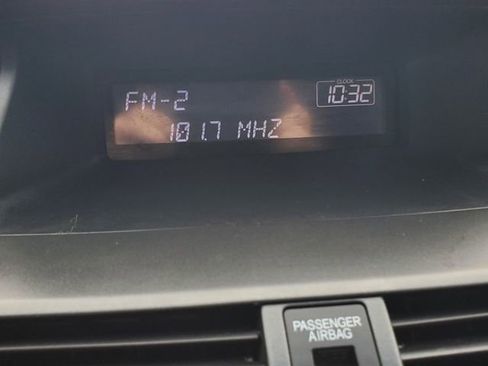 CLOCK
FM-2 10:32
101.7 MHZ
PASSENGER
AIRBAG